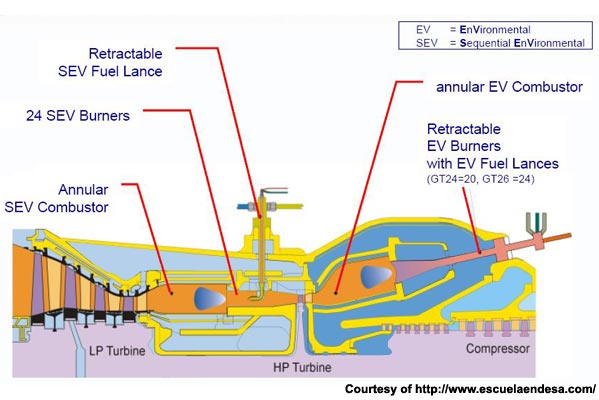 EV = EnVironmental
SEV = Sequential EnVironmental
Retractable
SEV Fuel Lance
24 SEV Burners
Annular
SEV Combustor
annular EV Combustor
Retractable
EV Burners
with EV Fuel Lances
(GT24=20, GT26 =24)
LP Turbine
HP Turbine
Compressor
Courtesy of http://www.escuelaendesa.com/